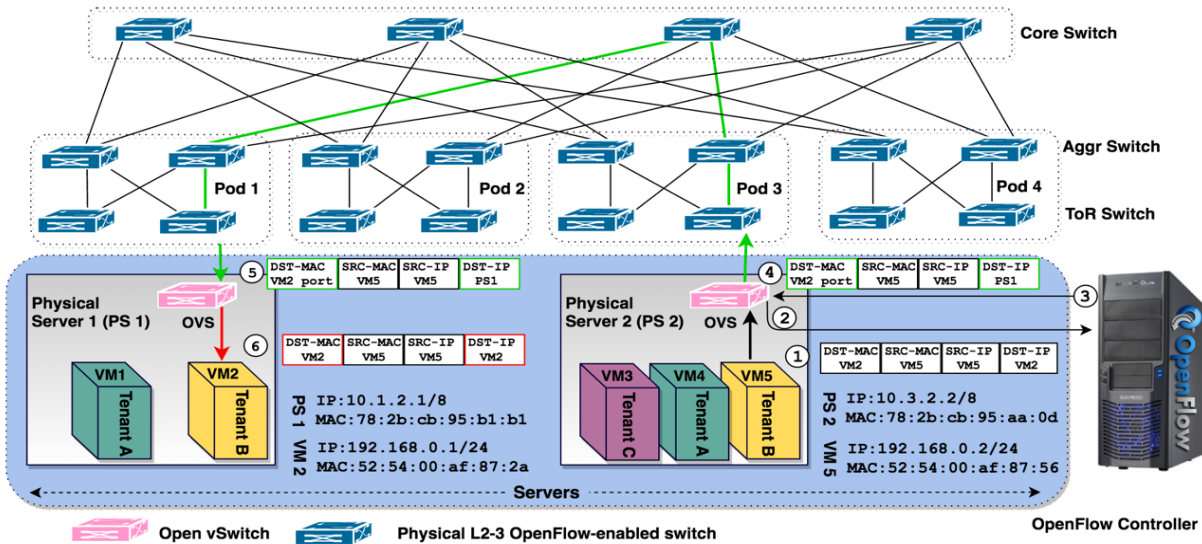 Core Switch
Aggr Switch
Pod 1
Pod 2
Pod 3
Pod 4
ToR Switch
5
DST-MAC SRC-MAC SRC-IP DST-IP
VM2 port VM5 VM5 PS1
4
DST-MAC SRC-MAC SRC-IP DST-IP
VM2 port VM5 VM5 PS1
3
Physical
Server 1 (PS 1)
OVS
Physical
Server 2 (PS 2)
OVS
2
6
DST-MAC SRC-MAC SRC-IP DST-IP
VM2 VM5 VM5 VM2
1
DST-MAC SRC-MAC SRC-IP DST-IP
VM2 VM5 VM5 VM2
OpenFlow
VM1
Tenant A
VM2
Tenant B
PS 1
IP:10.1.2.1/8
MAC:78:2b:cb:95:b1:b1
VM 2
IP:192.168.0.1/24
MAC:52:54:00:af:87:2a
VM3
Tenant C
VM4
Tenant A
VM5
Tenant B
PS 2
IP:10.3.2.2/8
MAC:78:2b:cb:95:aa:0d
VM 5
IP:192.168.0.2/24
MAC:52:54:00:af:87:56
Servers
Open vSwitch
Physical L2-3 OpenFlow-enabled switch
OpenFlow Controller